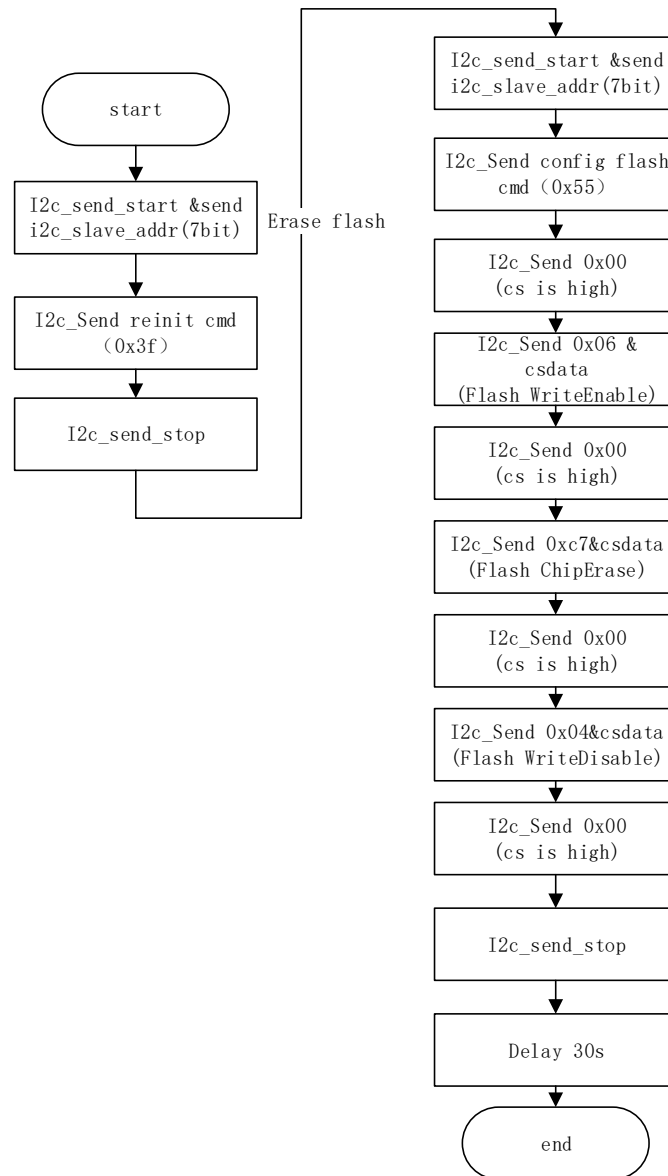 start
I2c_send_start &send
i2c_slave_addr(7bit)
I2c_Send reinit cmd
（0x3f）
I2c_send_stop
Erase flash
I2c_send_start &send
i2c_slave_addr(7bit)
I2c_Send config flash
cmd（0x55）
I2c_Send 0x00
(cs is high)
I2c_Send 0x06 &
csdata
(Flash WriteEnable)
I2c_Send 0x00
(cs is high)
I2c_Send 0xc7&csdata
(Flash ChipErase)
I2c_Send 0x00
(cs is high)
I2c_Send 0x04&csdata
(Flash WriteDisable)
I2c_Send 0x00
(cs is high)
I2c_send_stop
Delay 30s
end